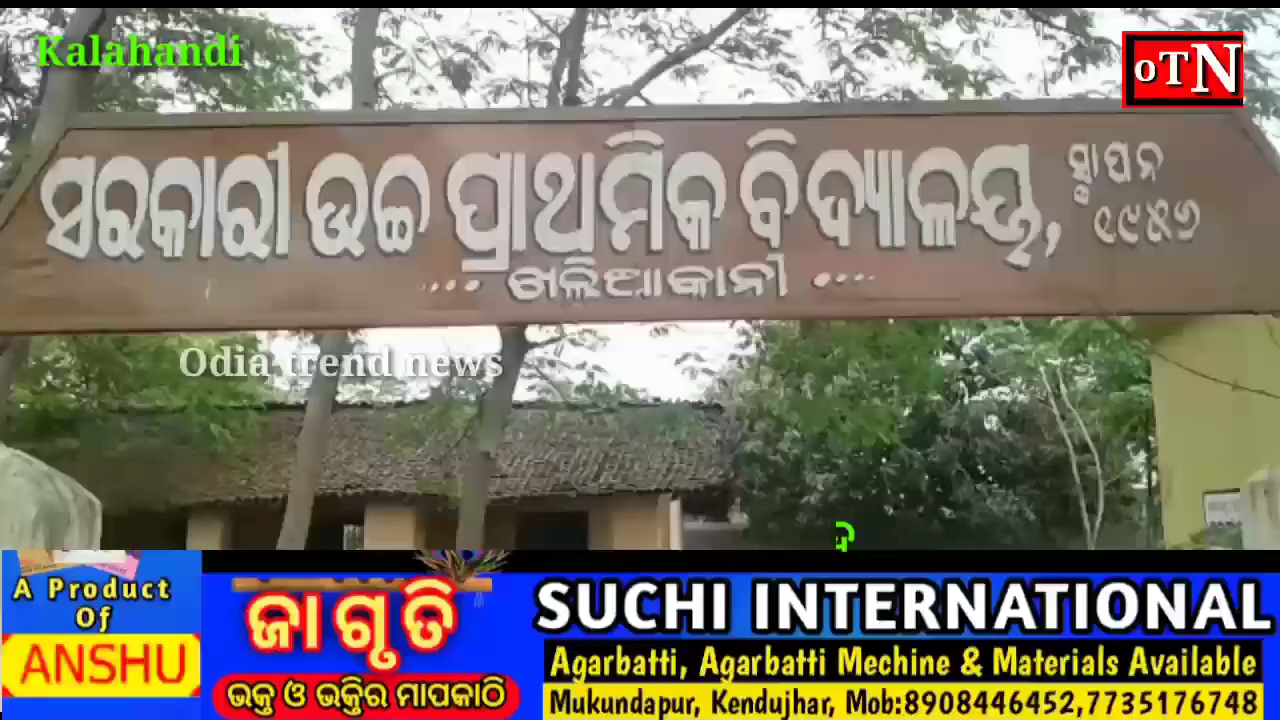 Kalahandi
OTN
ସରକାରୀ ଉଚ୍ଚ ପ୍ରାଥମିକ ବିଦ୍ୟାଳୟ,
ସ୍ଥାପନ
୧୯୫୬
.... ଖଲିଆକାନୀ ....
Odia trend news
A Product
Of
ANSHU
ଜାଗୃତି
ଭକ୍ତ ଓ ଭକ୍ତିର ମାପକାଠି
SUCHI INTERNATIONAL
Agarbatti, Agarbatti Mechine & Materials Available
Mukundapur, Kendujhar, Mob:8908446452,7735176748